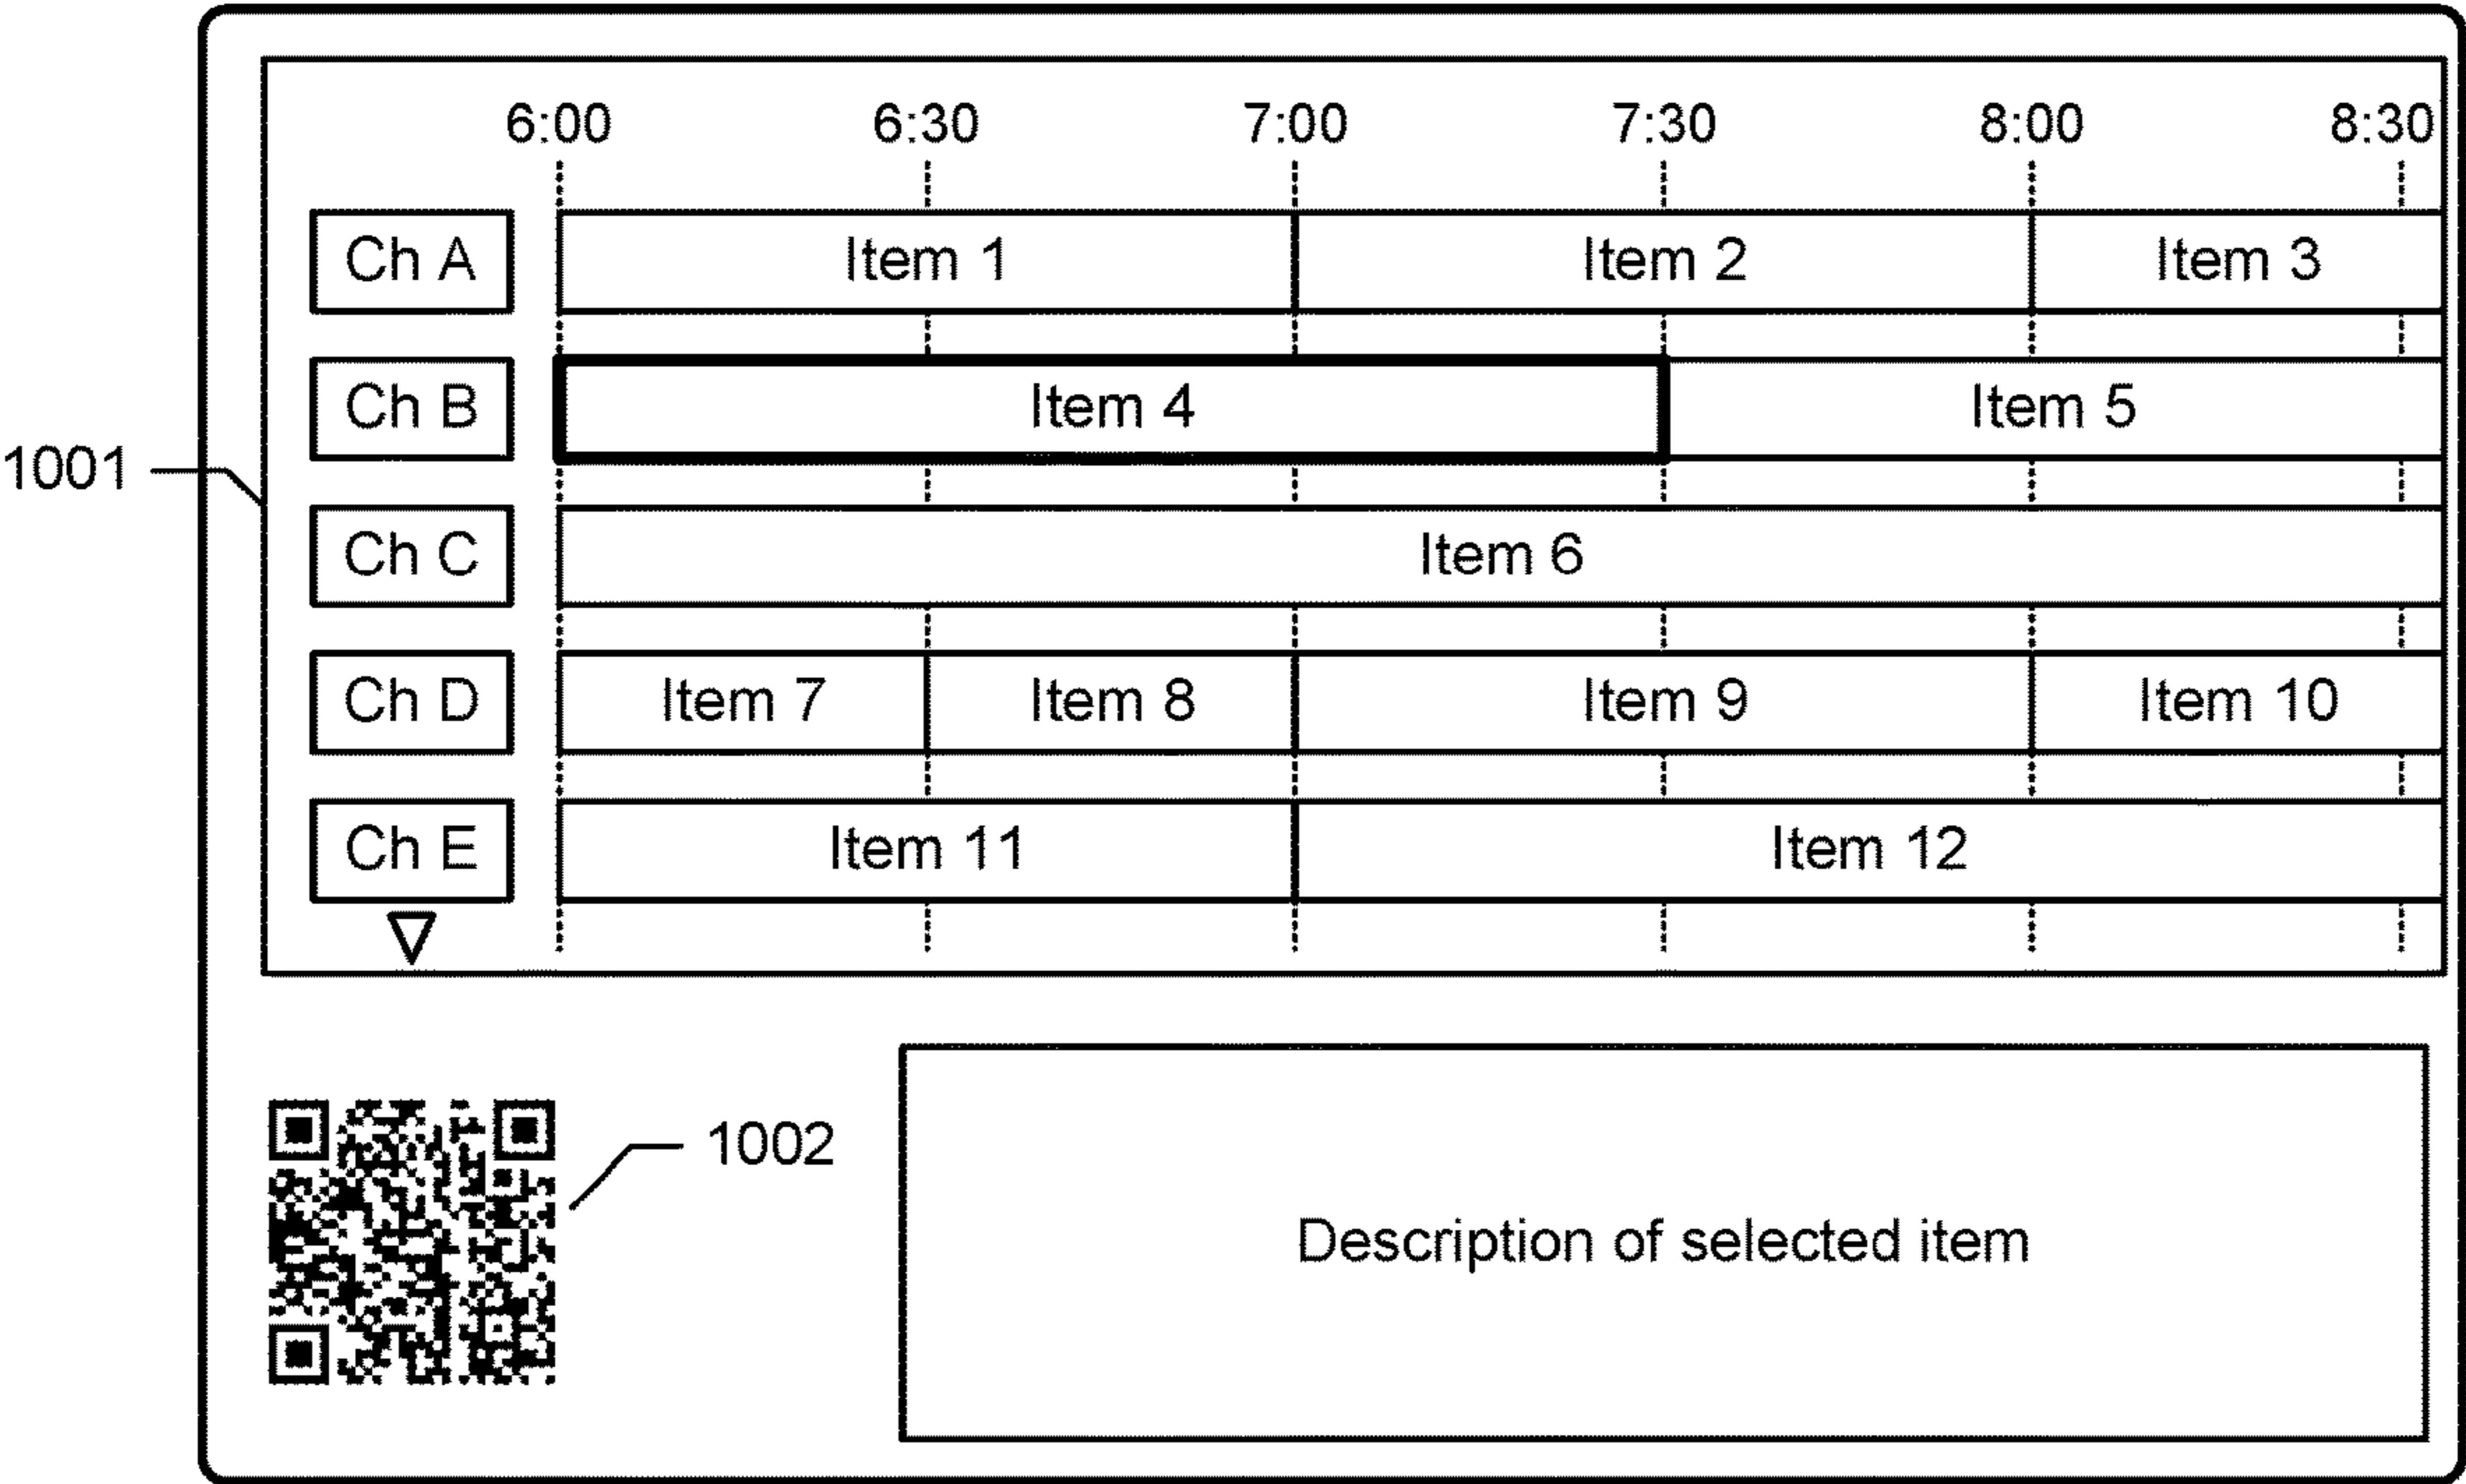 6:00 6:30 7:00 7:30 8:00 8:30
Ch A Item 1 Item 2 Item 3
Ch B Item 4 Item 5
1001
Ch C Item 6
Ch D Item 7 Item 8 Item 9 Item 10
Ch E Item 11 Item 12
1002
Description of selected item